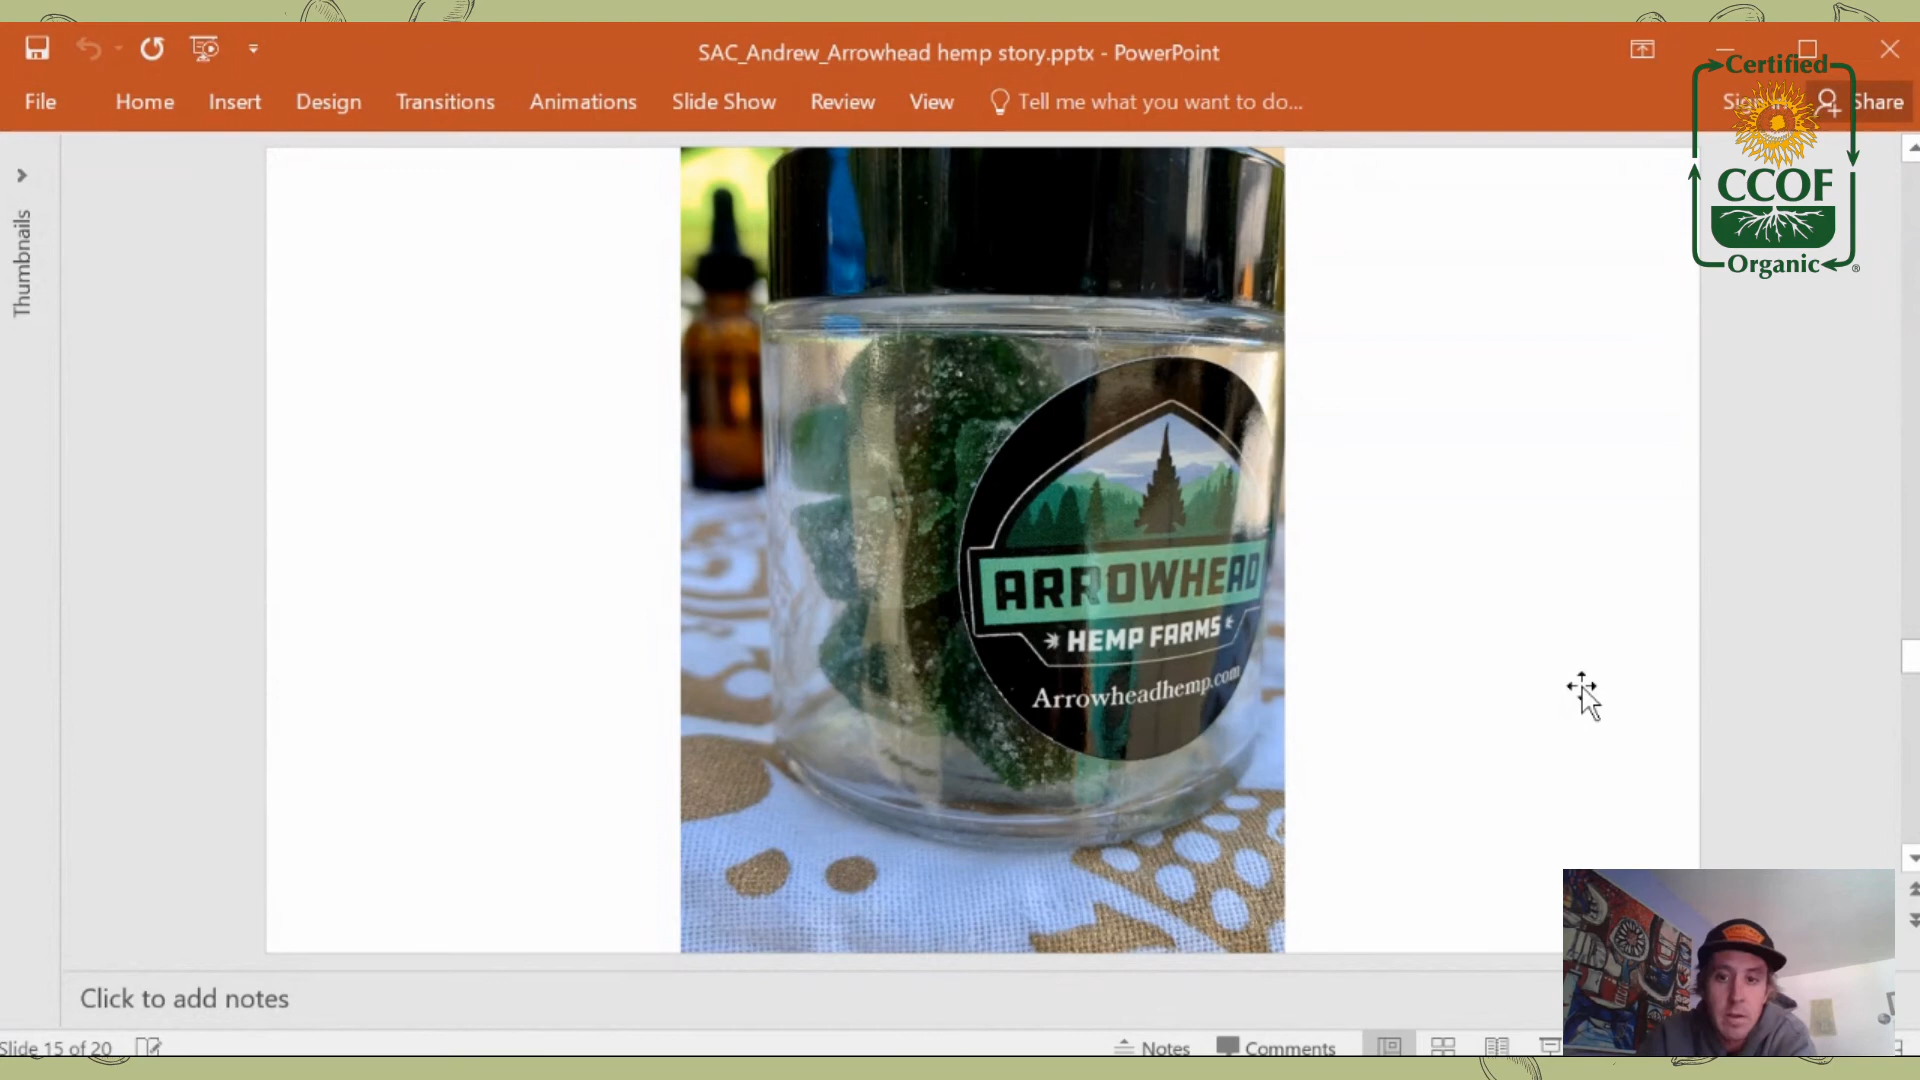 SAC_Andrew_Arrowhead hemp story.pptx - PowerPoint
File Home Insert Design Transitions Animations Slide Show Review View Tell me what you want to do...
Share
Certified
CCOF
Organic
®
Thumbnails
ARROWHEAD
HEMP FARMS
Arrowheadhemp.com
Click to add notes
Slide 15 of 20
Notes Comments